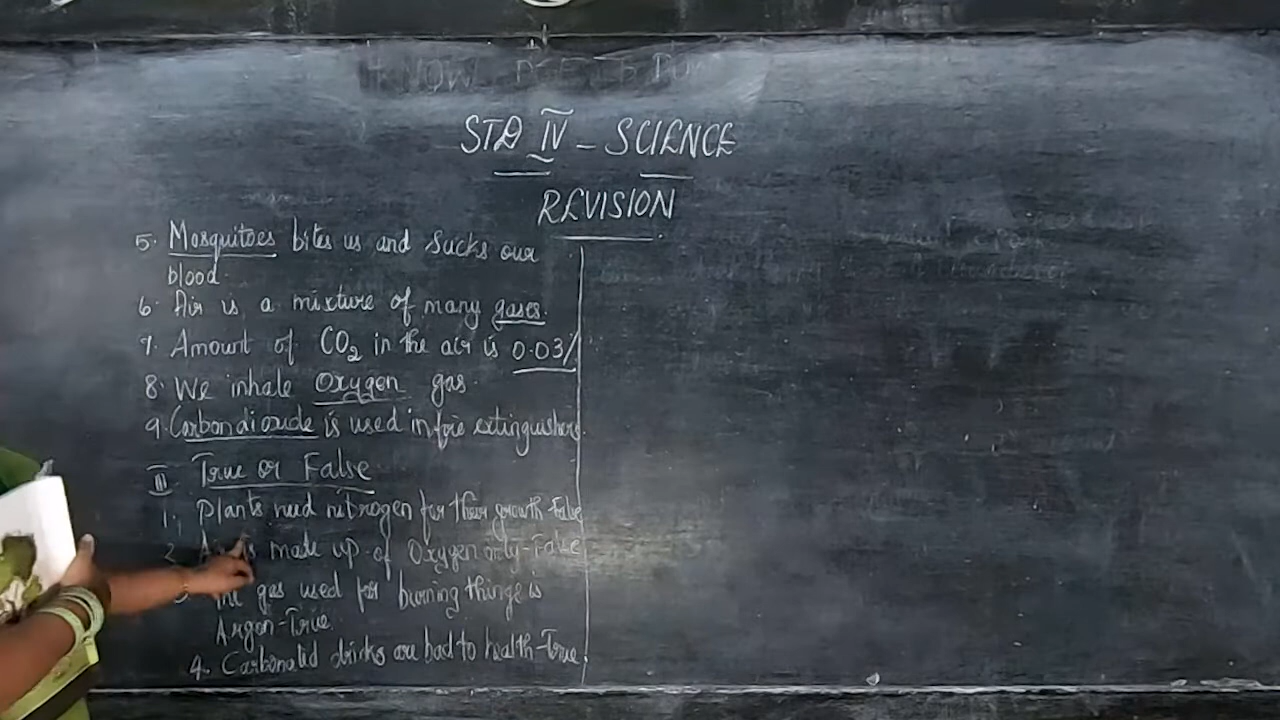 STD IV - SCIENCE
REVISION
5. Mosquitoes bites us and sucks our
blood.
6. Air is a mixture of many gases.
7. Amount of CO2 in the air is 0.03%
8. We inhale Oxygen gas.
9. Carbondioxide is used in fire extinguishers.
III True or False
1. Plants need nitrogen for their growth-False
2. Air is made up of Oxygen only-False
3. The gas used for burning things is
Argon-True.
4. Carbonated drinks are bad to health-True